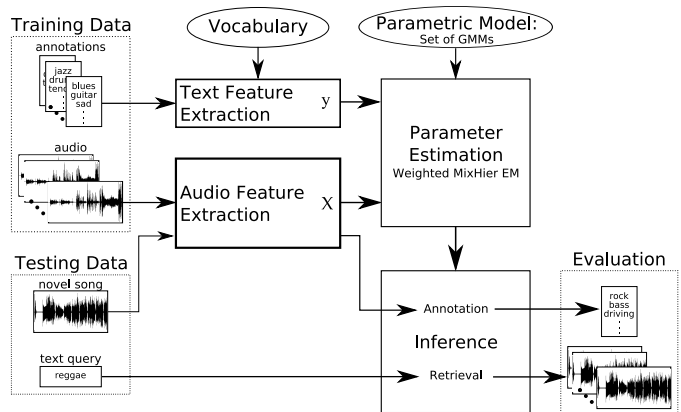 Training Data
annotations
jazz
blues
guitar
sad
Vocabulary
Parametric Model:
Set of GMMs
Text Feature
Extraction
y
audio
Audio Feature
Extraction
X
Parameter
Estimation
Weighted MixHier EM
Testing Data
novel song
text query
reggae
Annotation
Inference
Retrieval
Evaluation
rock
bass
driving